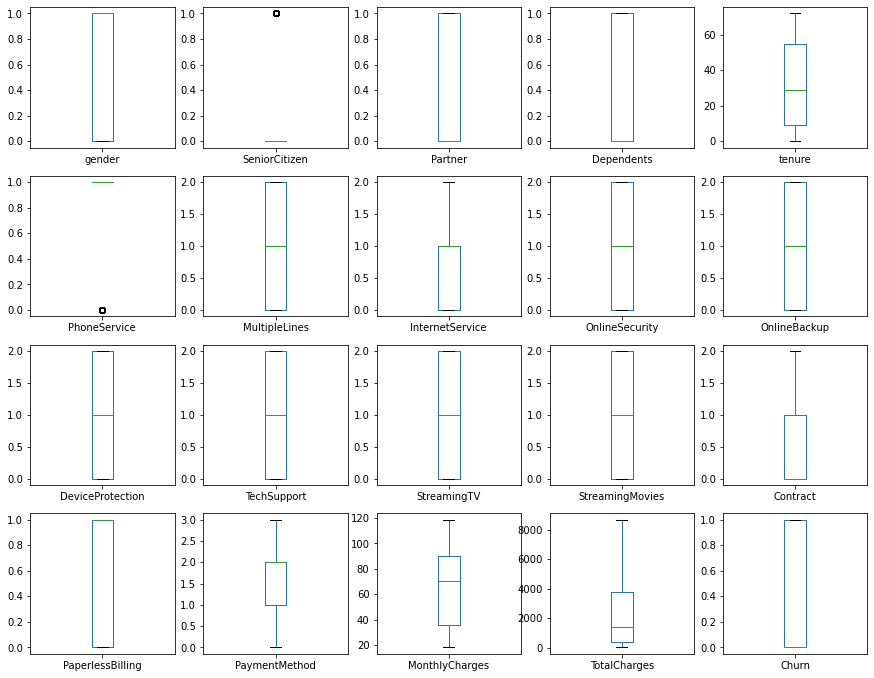 1.0 0.8 0.6 0.4 0.2 0.0
gender
1.0 0.8 0.6 0.4 0.2 0.0
SeniorCitizen
1.0 0.8 0.6 0.4 0.2 0.0
Partner
1.0 0.8 0.6 0.4 0.2 0.0
Dependents
60 40 20 0
tenure
1.0 0.8 0.6 0.4 0.2 0.0
PhoneService
2.0 1.5 1.0 0.5 0.0
MultipleLines
2.0 1.5 1.0 0.5 0.0
InternetService
2.0 1.5 1.0 0.5 0.0
OnlineSecurity
2.0 1.5 1.0 0.5 0.0
OnlineBackup
2.0 1.5 1.0 0.5 0.0
DeviceProtection
2.0 1.5 1.0 0.5 0.0
TechSupport
2.0 1.5 1.0 0.5 0.0
StreamingTV
2.0 1.5 1.0 0.5 0.0
StreamingMovies
2.0 1.5 1.0 0.5 0.0
Contract
1.0 0.8 0.6 0.4 0.2 0.0
PaperlessBilling
3.0 2.5 2.0 1.5 1.0 0.5 0.0
PaymentMethod
120 100 80 60 40 20
MonthlyCharges
8000 6000 4000 2000 0
TotalCharges
1.0 0.8 0.6 0.4 0.2 0.0
Churn